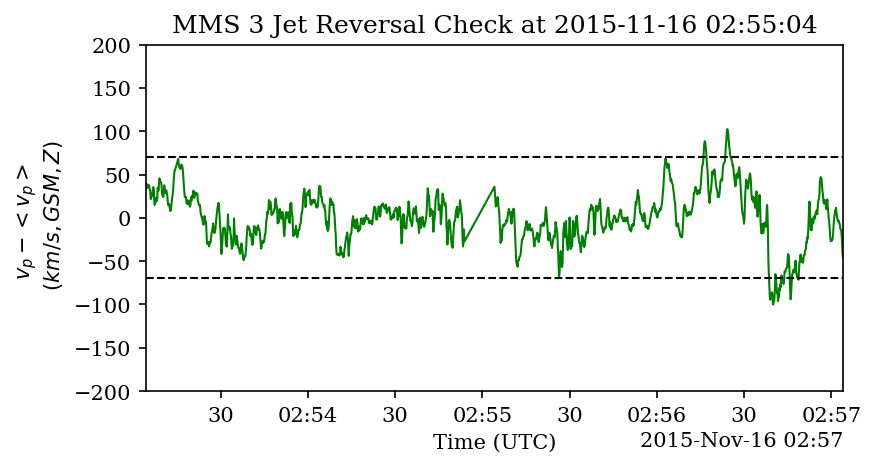 MMS 3 Jet Reversal Check at 2015-11-16 02:55:04
200
150
100
50
0
−50
−100
−150
−200
v_p − < v_p >
(km/s, GSM, Z)
30 02:54 30 02:55 30 02:56 30 02:57
Time (UTC)
2015-Nov-16 02:57